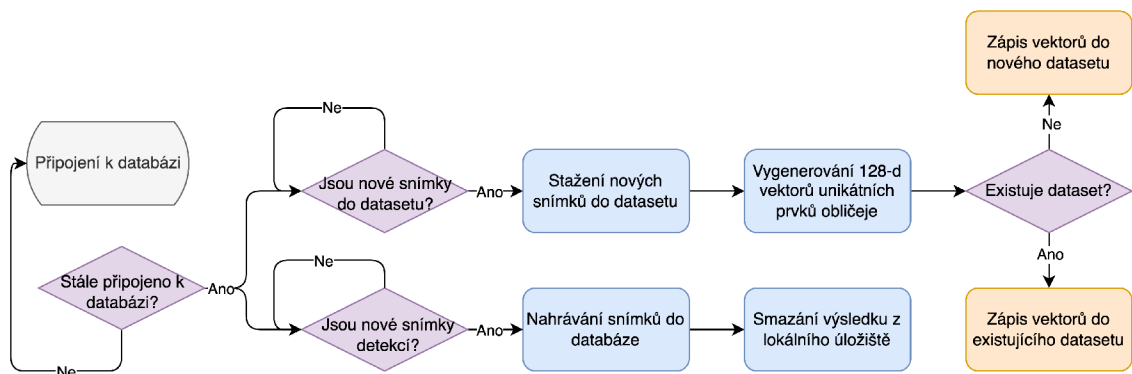 Zápis vektorů do
nového datasetu
Ne
Ne
Připojení k databázi
Jsou nové snímky
do datasetu?
Ano
Stažení nových
snímků do datasetu
Vygenerování 128-d
vektorů unikátních
prvků obličeje
Existuje dataset?
Ano
Stále připojeno k
databázi?
Ano
Ne
Ne
Jsou nové snímky
detekcí?
Ano
Nahrávání snímků do
databáze
Smazání výsledku z
lokálního úložiště
Zápis vektorů do
existujícího datasetu